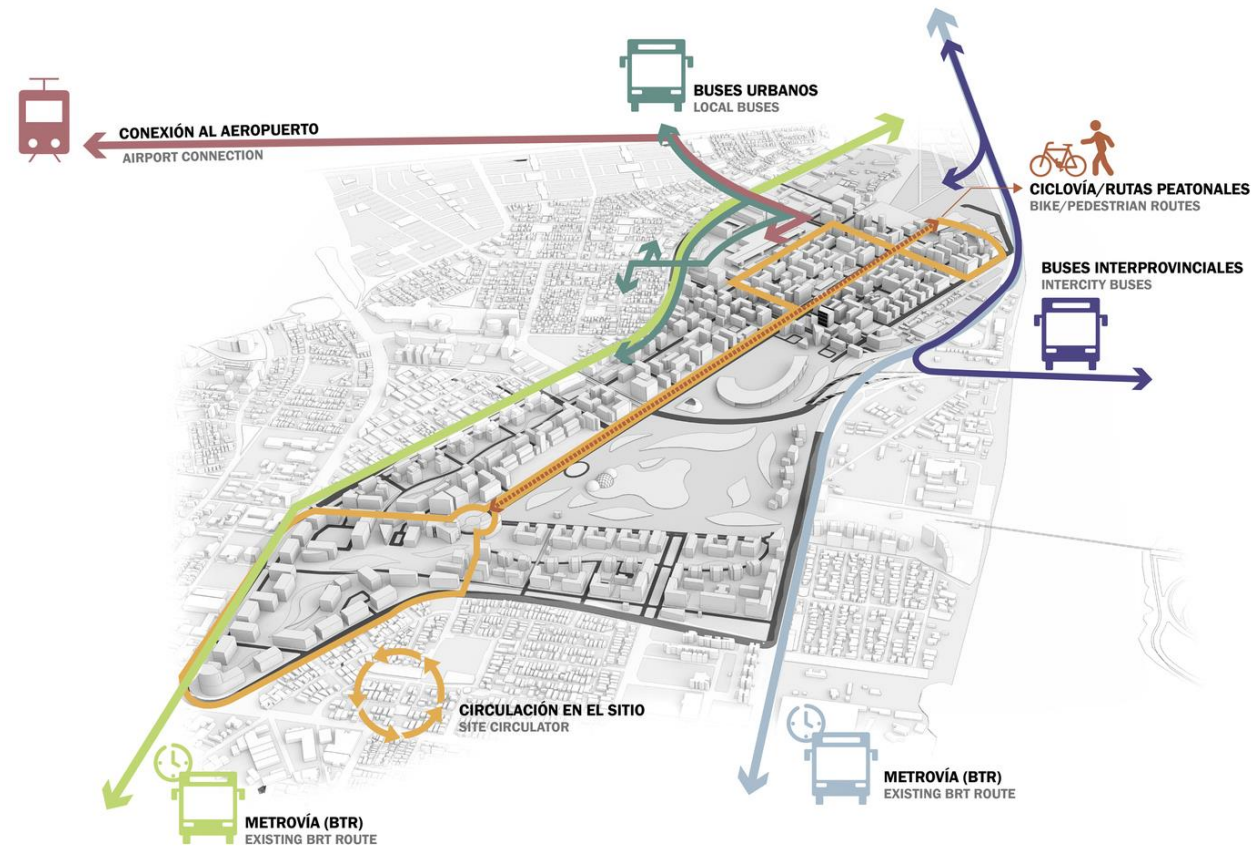 BUSES URBANOS
LOCAL BUSES
CONEXIÓN AL AEROPUERTO
AIRPORT CONNECTION
CICLOVÍA/RUTAS PEATONALES
BIKE/PEDESTRIAN ROUTES
BUSES INTERPROVINCIALES
INTERCITY BUSES
CIRCULACIÓN EN EL SITIO
SITE CIRCULATOR
METROVÍA (BTR)
EXISTING BRT ROUTE
METROVÍA (BTR)
EXISTING BRT ROUTE